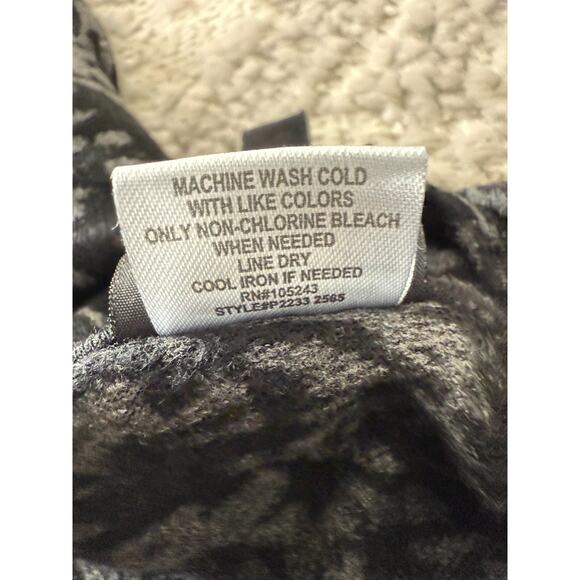 MACHINE WASH COLD
WITH LIKE COLORS
ONLY NON-CHLORINE BLEACH
WHEN NEEDED
LINE DRY
COOL IRON IF NEEDED
RN#105243
STYLE#P2233 2565